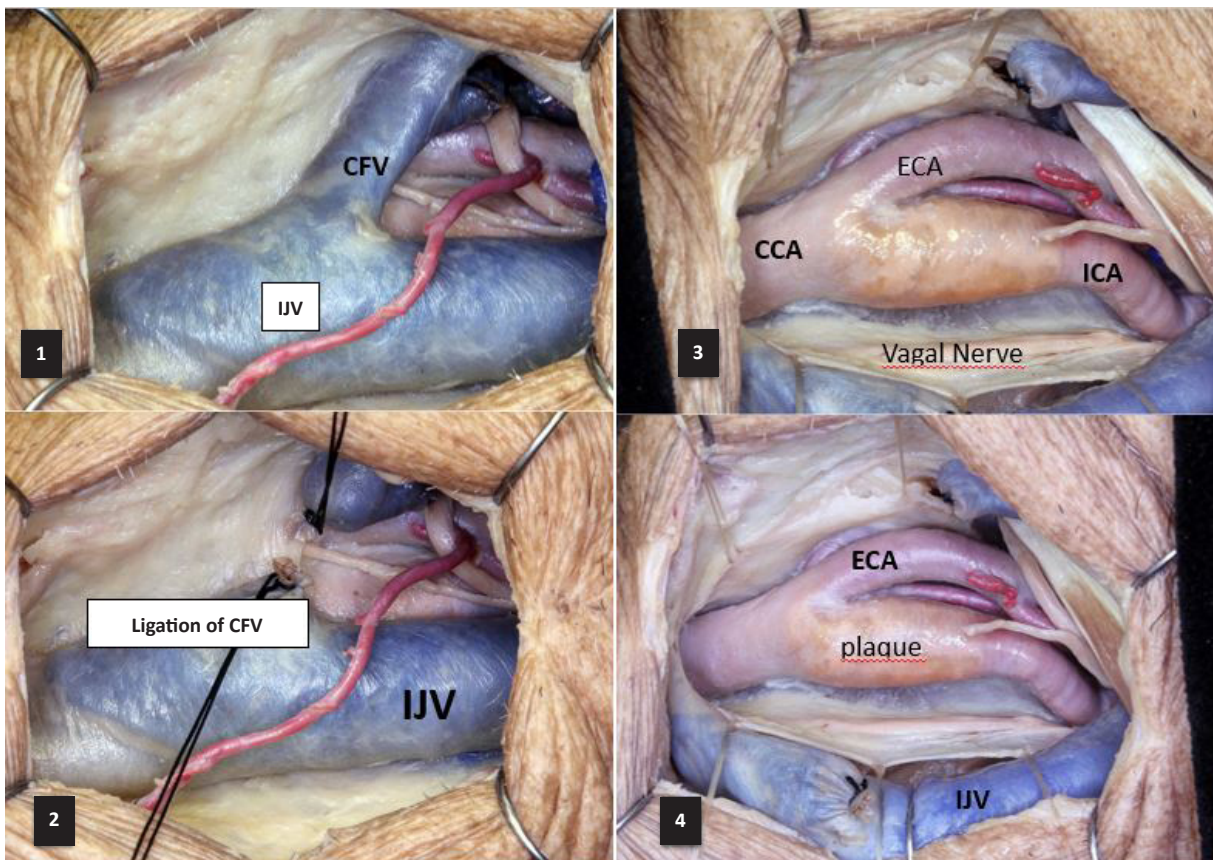 CFV
IJV
1
Ligation of CFV
IJV
2
ECA
CCA
ICA
Vagal Nerve
3
ECA
plaque
IJV
4